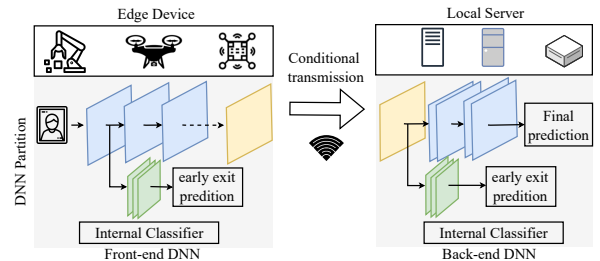 Edge Device
Local Server
Conditional
transmission
DNN Partition
Final
prediction
early exit
predition
early exit
predition
Internal Classifier
Internal Classifier
Front-end DNN
Back-end DNN